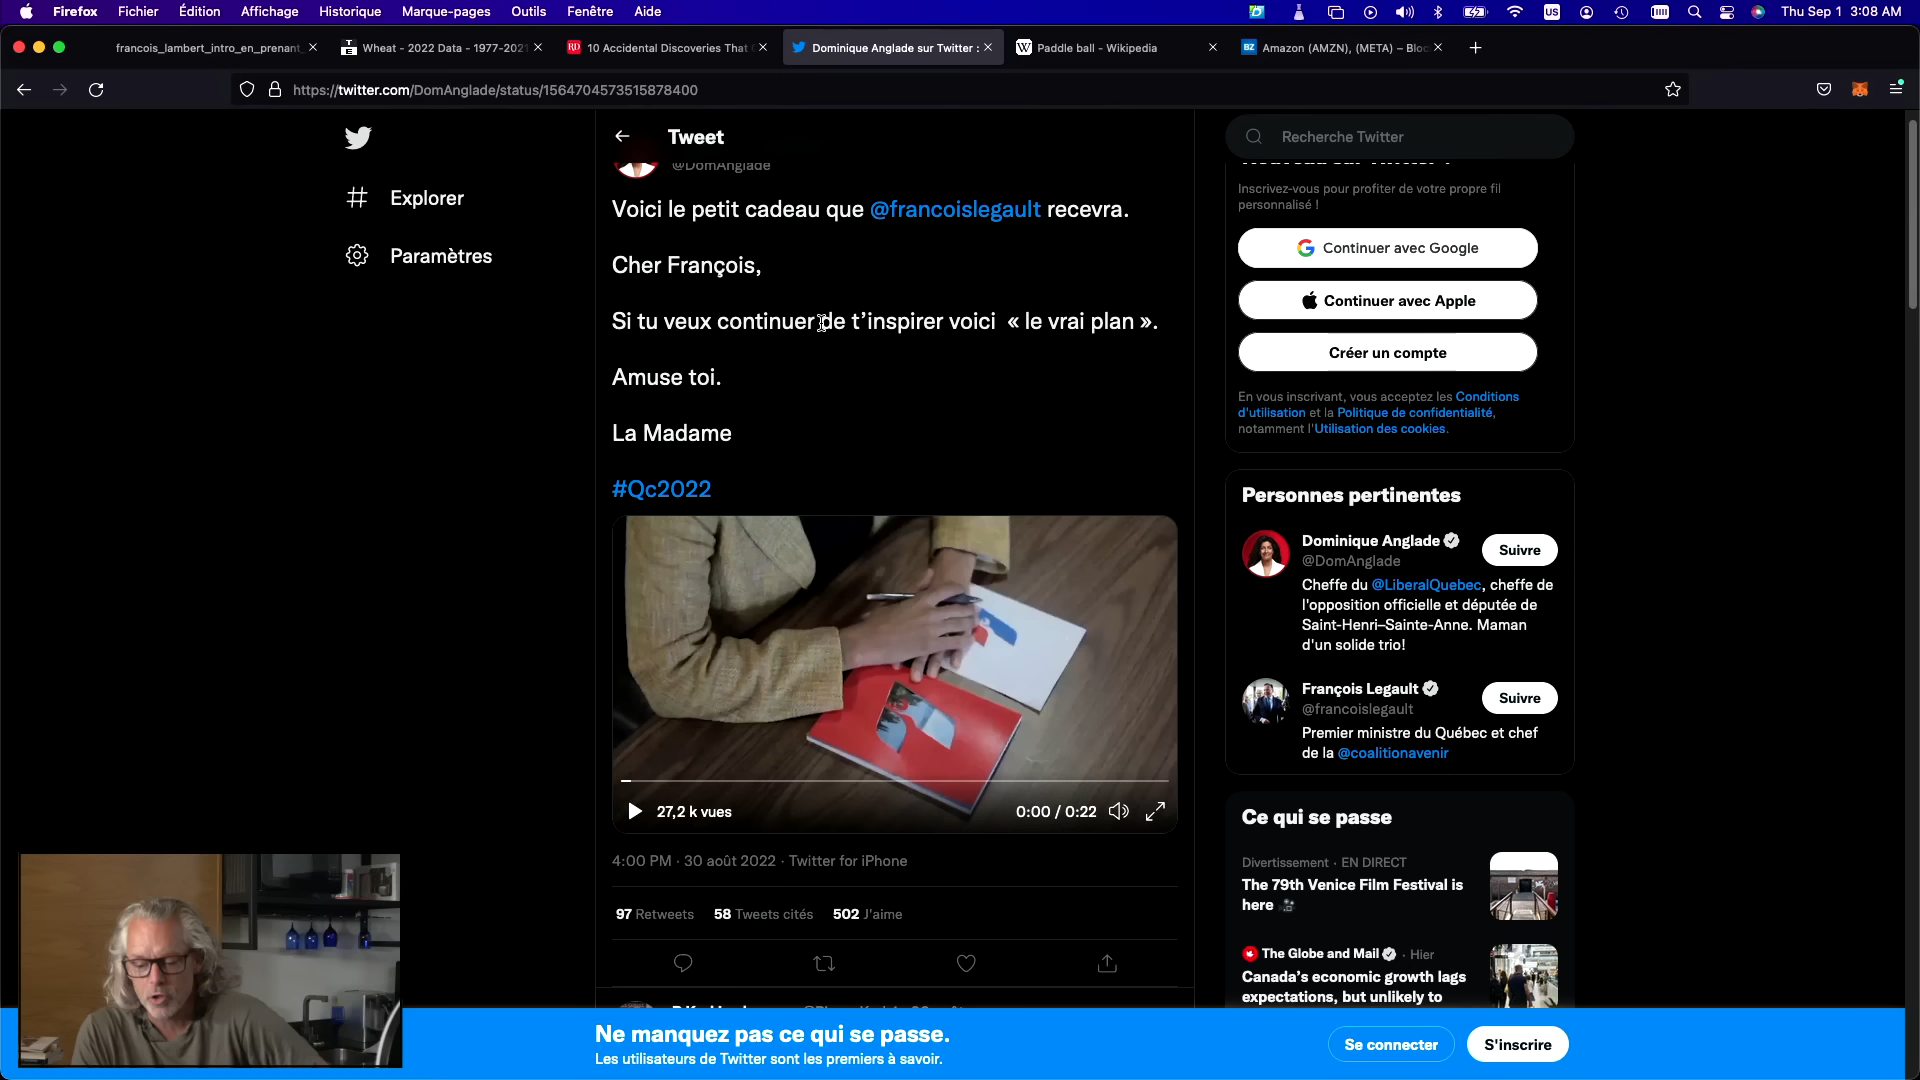 Firefox Fichier Édition Affichage Historique Marque-pages Outils Fenêtre Aide US Thu Sep 1 3:08 AM
francois_lambert_intro_en_prenant_ Wheat - 2022 Data - 1977-2021 10 Accidental Discoveries That Dominique Anglade sur Twitter : Paddle ball - Wikipedia Amazon (AMZN), (META) – Bloc
https://twitter.com/DomAnglade/status/1564704573515878400
Explorer
Paramètres
Tweet
@DomAnglade
Voici le petit cadeau que @francoislegault recevra.
Cher François,
Si tu veux continuer de t’inspirer voici « le vrai plan ».
Amuse toi.
La Madame
#Qc2022
27,2 k vues 0:00 / 0:22
4:00 PM · 30 août 2022 · Twitter for iPhone
97 Retweets 58 Tweets cités 502 J'aime
Recherche Twitter
Inscrivez-vous pour profiter de votre propre fil
personnalisé !
Continuer avec Google
Continuer avec Apple
Créer un compte
En vous inscrivant, vous acceptez les Conditions
d'utilisation et la Politique de confidentialité,
notamment l'Utilisation des cookies.
Personnes pertinentes
Dominique Anglade
@DomAnglade
Suivre
Cheffe du @LiberalQuebec, cheffe de
l'opposition officielle et députée de
Saint-Henri–Sainte-Anne. Maman
d'un solide trio!
François Legault
@francoislegault
Suivre
Premier ministre du Québec et chef
de la @coalitionavenir
Ce qui se passe
Divertissement · EN DIRECT
The 79th Venice Film Festival is
here
The Globe and Mail · Hier
Canada’s economic growth lags
expectations, but unlikely to
Ne manquez pas ce qui se passe.
Les utilisateurs de Twitter sont les premiers à savoir.
Se connecter
S'inscrire